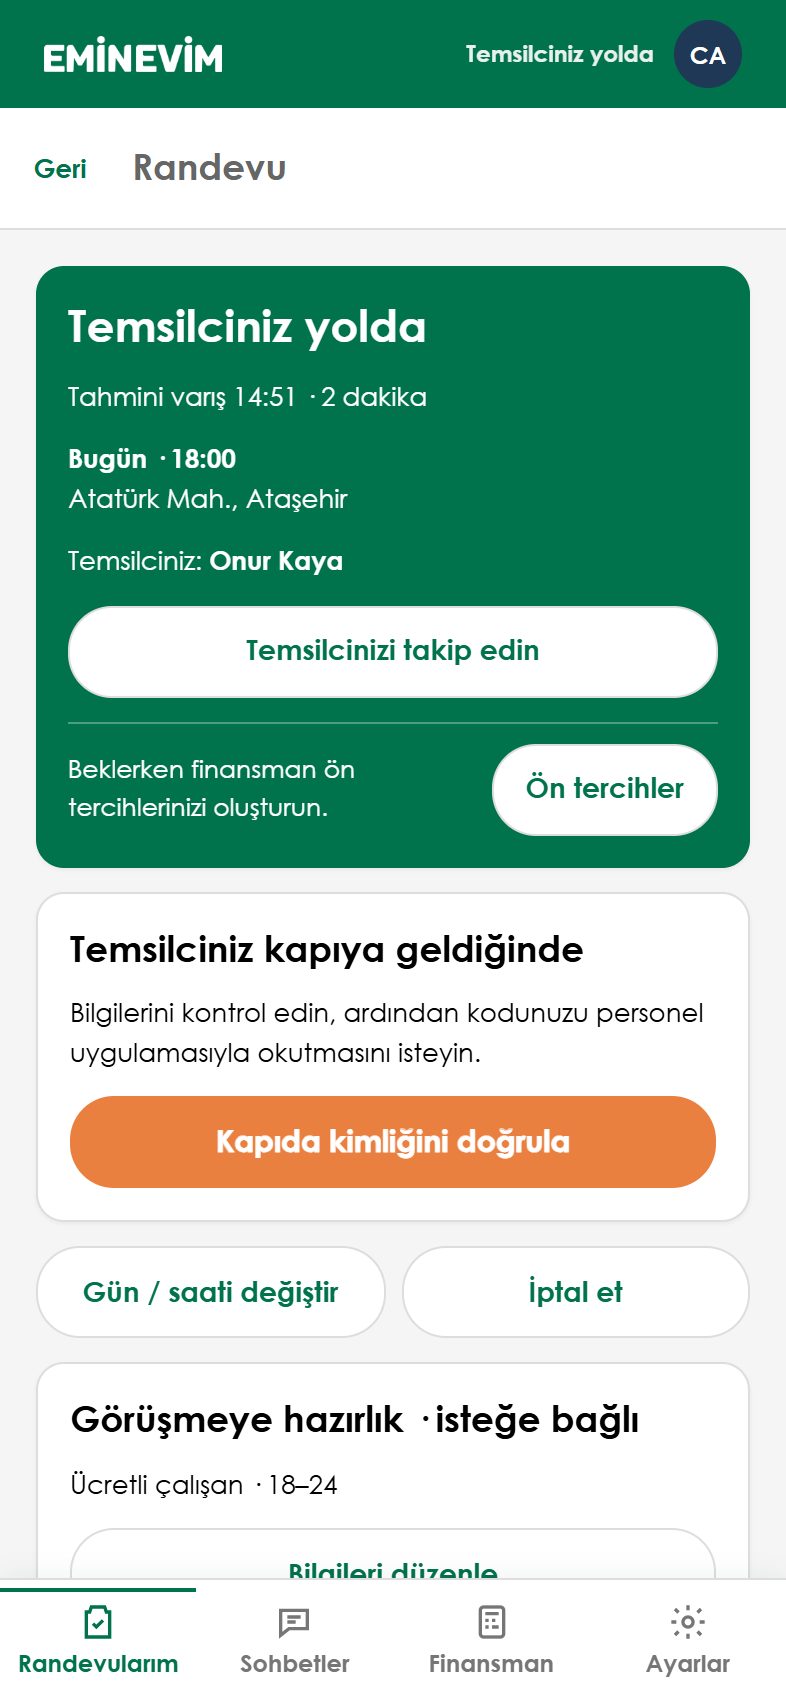 EMİNEVİM
Temsilciniz yolda
CA
Geri
Randevu
Temsilciniz yolda
Tahmini varış 14:51 · 2 dakika
Bugün · 18:00
Atatürk Mah., Ataşehir
Temsilciniz: Onur Kaya
Temsilcinizi takip edin
Beklerken finansman ön
tercihlerinizi oluşturun.
Ön tercihler
Temsilciniz kapıya geldiğinde
Bilgilerini kontrol edin, ardından kodunuzu personel
uygulamasıyla okutmasını isteyin.
Kapıda kimliğini doğrula
Gün / saati değiştir
İptal et
Görüşmeye hazırlık · isteğe bağlı
Ücretli çalışan · 18–24
Bilgileri düzenle
Randevularım
Sohbetler
Finansman
Ayarlar